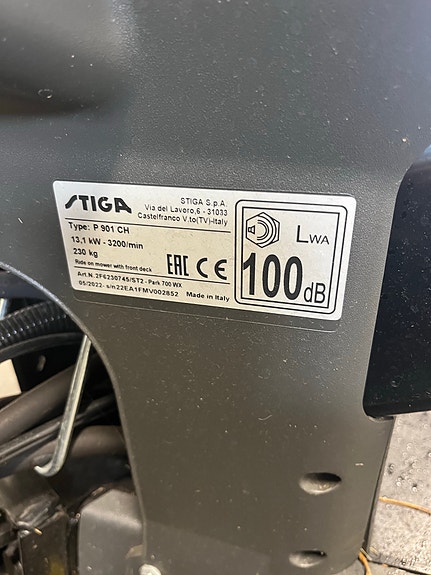 STIGA
STIGA S.p.A.
Via del Lavoro,6 - 31033
Castelfranco V.to(TV)-Italy
Type: P 901 CH
13,1 kW - 3200/min
230 kg
Ride on mower with front deck
EAC CE
Art.N.2F6230745/ST2 - Park 700 WX
05/2022- s/n22EA1FMV002852 Made in Italy
LWA
100dB